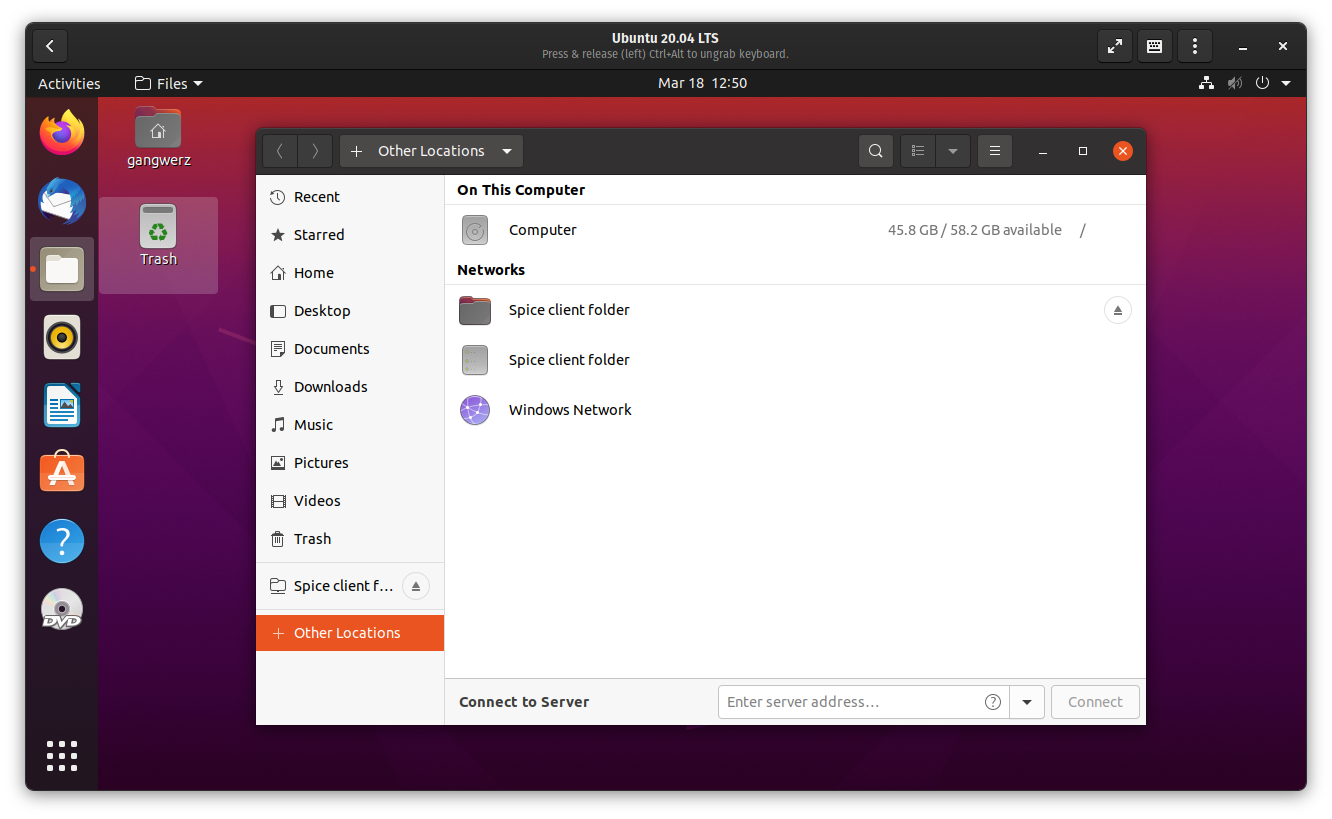 Ubuntu 20.04 LTS
Press & release (left) Ctrl+Alt to ungrab keyboard.
Activities
Files
Mar 18 12:50
gangwerz
Trash
Other Locations
Recent
Starred
Home
Desktop
Documents
Downloads
Music
Pictures
Videos
Trash
Spice client f...
Other Locations
On This Computer
Computer 45.8 GB / 58.2 GB available /
Networks
Spice client folder
Spice client folder
Windows Network
Connect to Server
Enter server address...
Connect
DVD